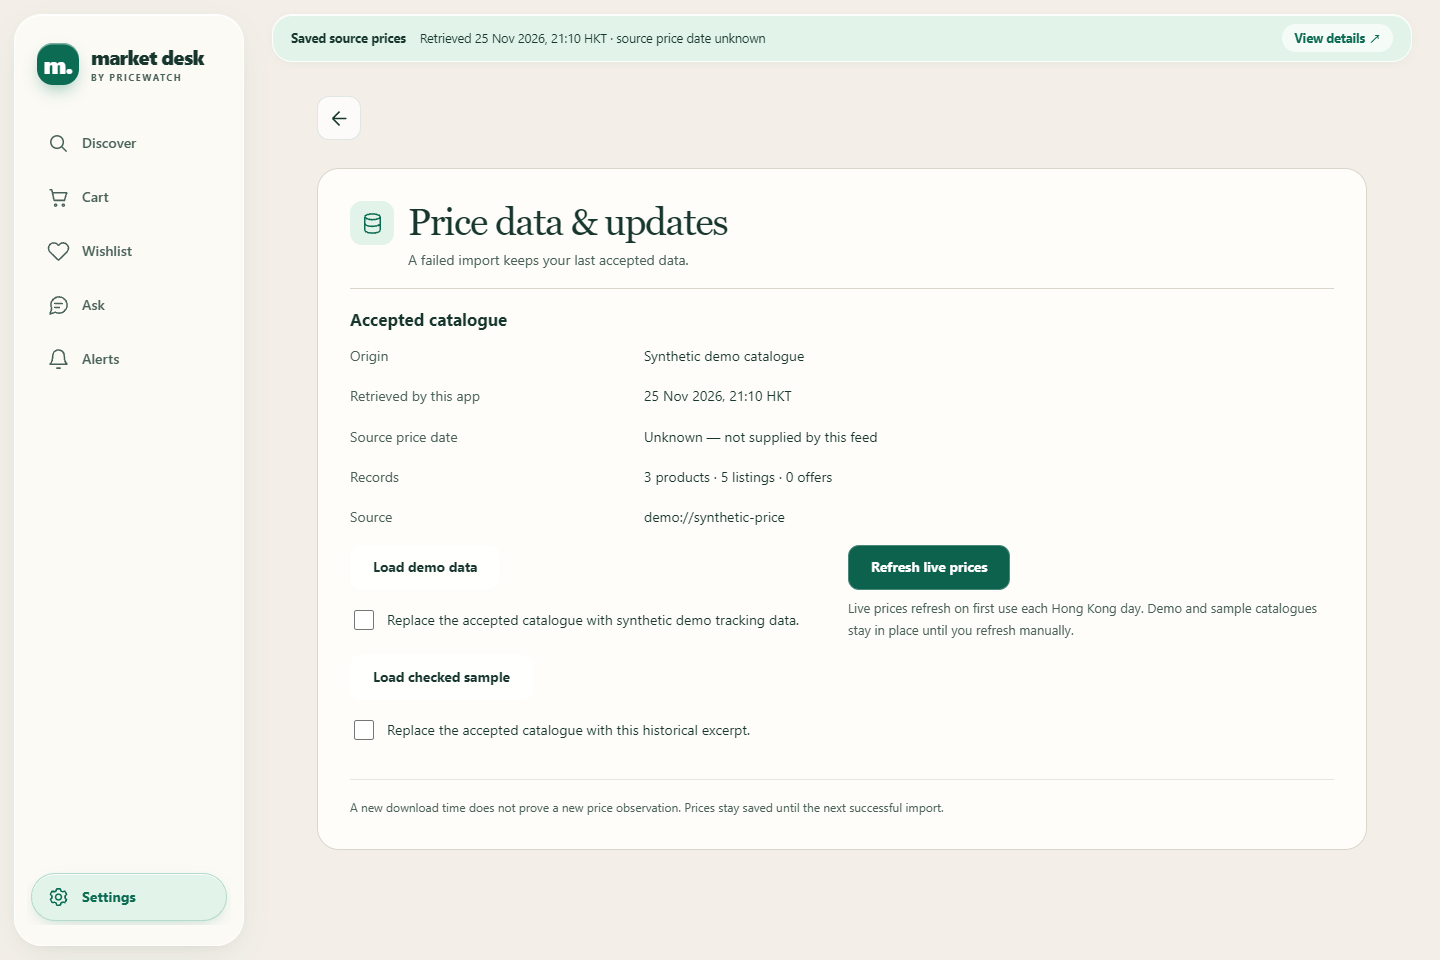 m.
market desk
BY PRICEWATCH
Discover
Cart
Wishlist
Ask
Alerts
Settings
Saved source prices Retrieved 25 Nov 2026, 21:10 HKT · source price date unknown View details ↗
Price data & updates
A failed import keeps your last accepted data.
Accepted catalogue
Origin Synthetic demo catalogue
Retrieved by this app 25 Nov 2026, 21:10 HKT
Source price date Unknown — not supplied by this feed
Records 3 products · 5 listings · 0 offers
Source demo://synthetic-price
Load demo data
Replace the accepted catalogue with synthetic demo tracking data.
Load checked sample
Replace the accepted catalogue with this historical excerpt.
Refresh live prices
Live prices refresh on first use each Hong Kong day. Demo and sample catalogues
stay in place until you refresh manually.
A new download time does not prove a new price observation. Prices stay saved until the next successful import.